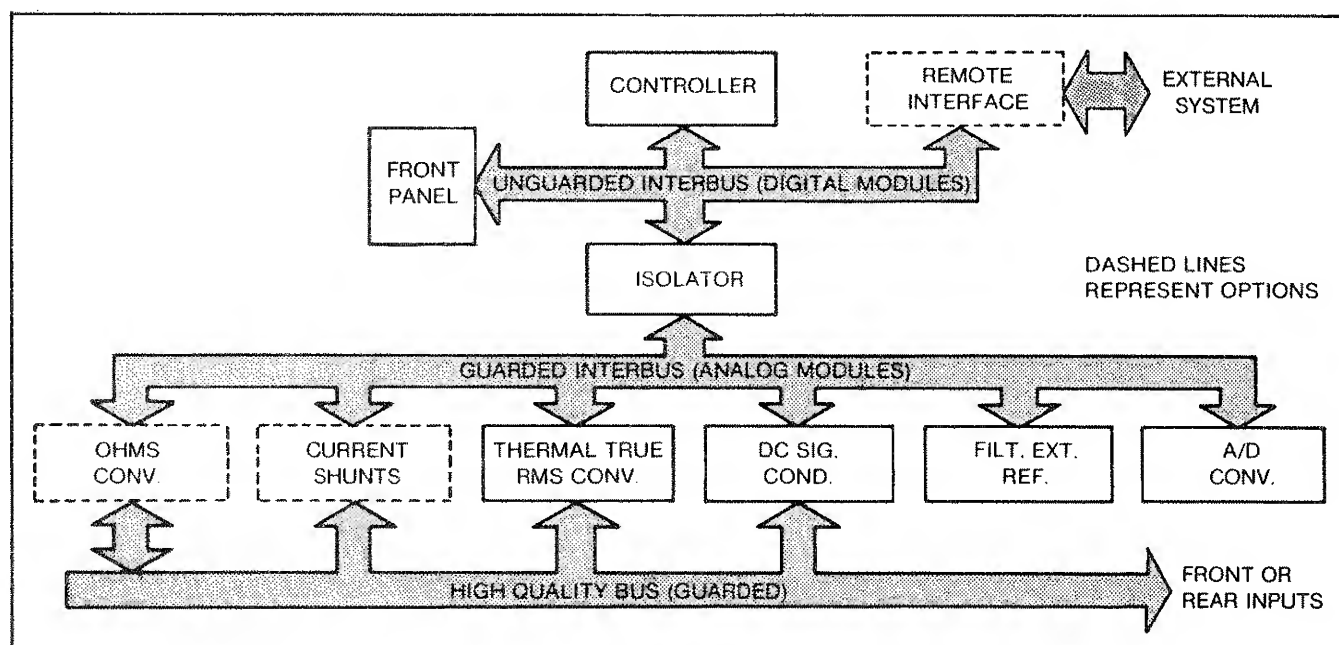 CONTROLLER
REMOTE
INTERFACE
EXTERNAL
SYSTEM
FRONT
PANEL
UNGUARDED INTERBUS (DIGITAL MODULES)
ISOLATOR
DASHED LINES
REPRESENT OPTIONS
GUARDED INTERBUS (ANALOG MODULES)
OHMS
CONV.
CURRENT
SHUNTS
THERMAL TRUE
RMS CONV.
DC SIG.
COND.
FILT. EXT.
REF.
A/D
CONV.
HIGH QUALITY BUS (GUARDED)
FRONT OR
REAR INPUTS